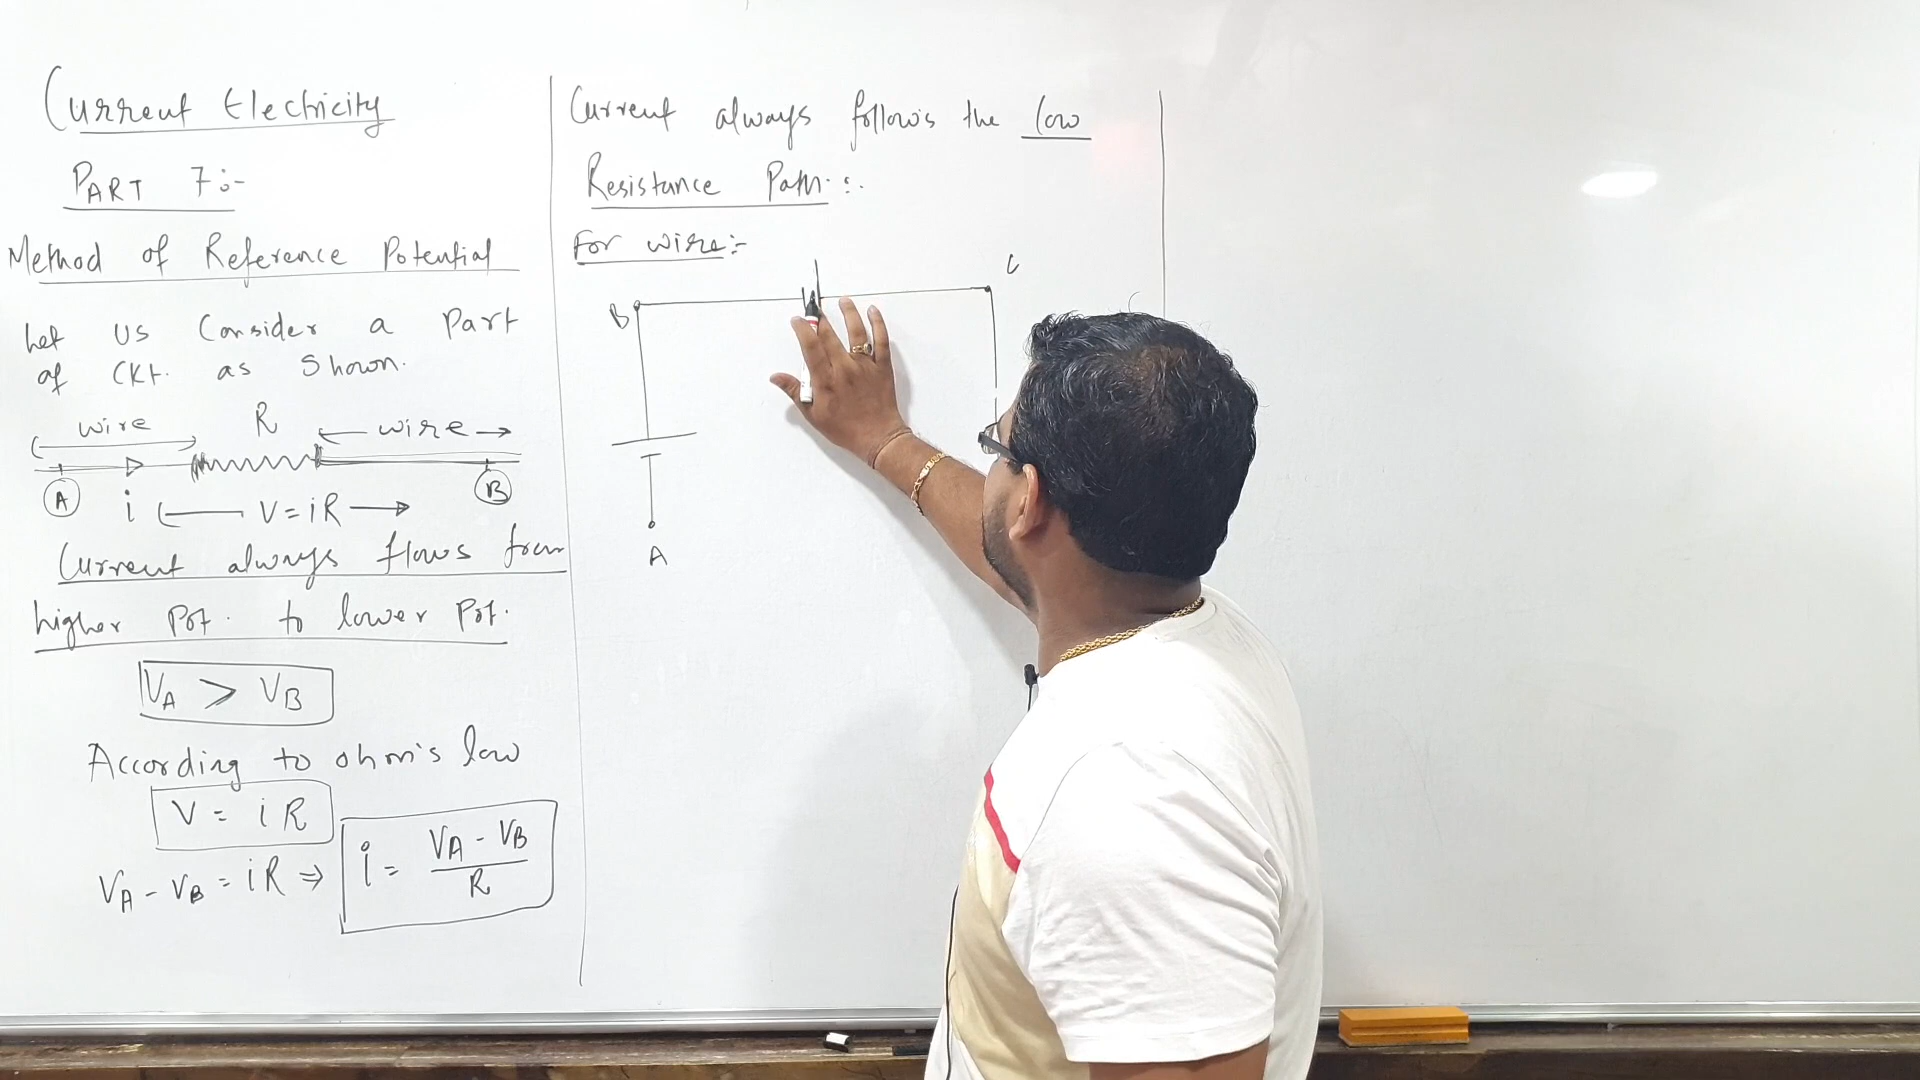 Current Electricity
PART 7:-
Method of Reference Potential
Let us Consider a Part
of CKt. as Shown.
wire R wire
A i V = iR B
Current always flows from
higher Pot. to lower Pot.
VA > VB
According to ohm's law
V = iR
VA - VB = iR ⇒ i = VA - VB / R
Current always follows the low
Resistance Path:.
For wire:-
B C
A